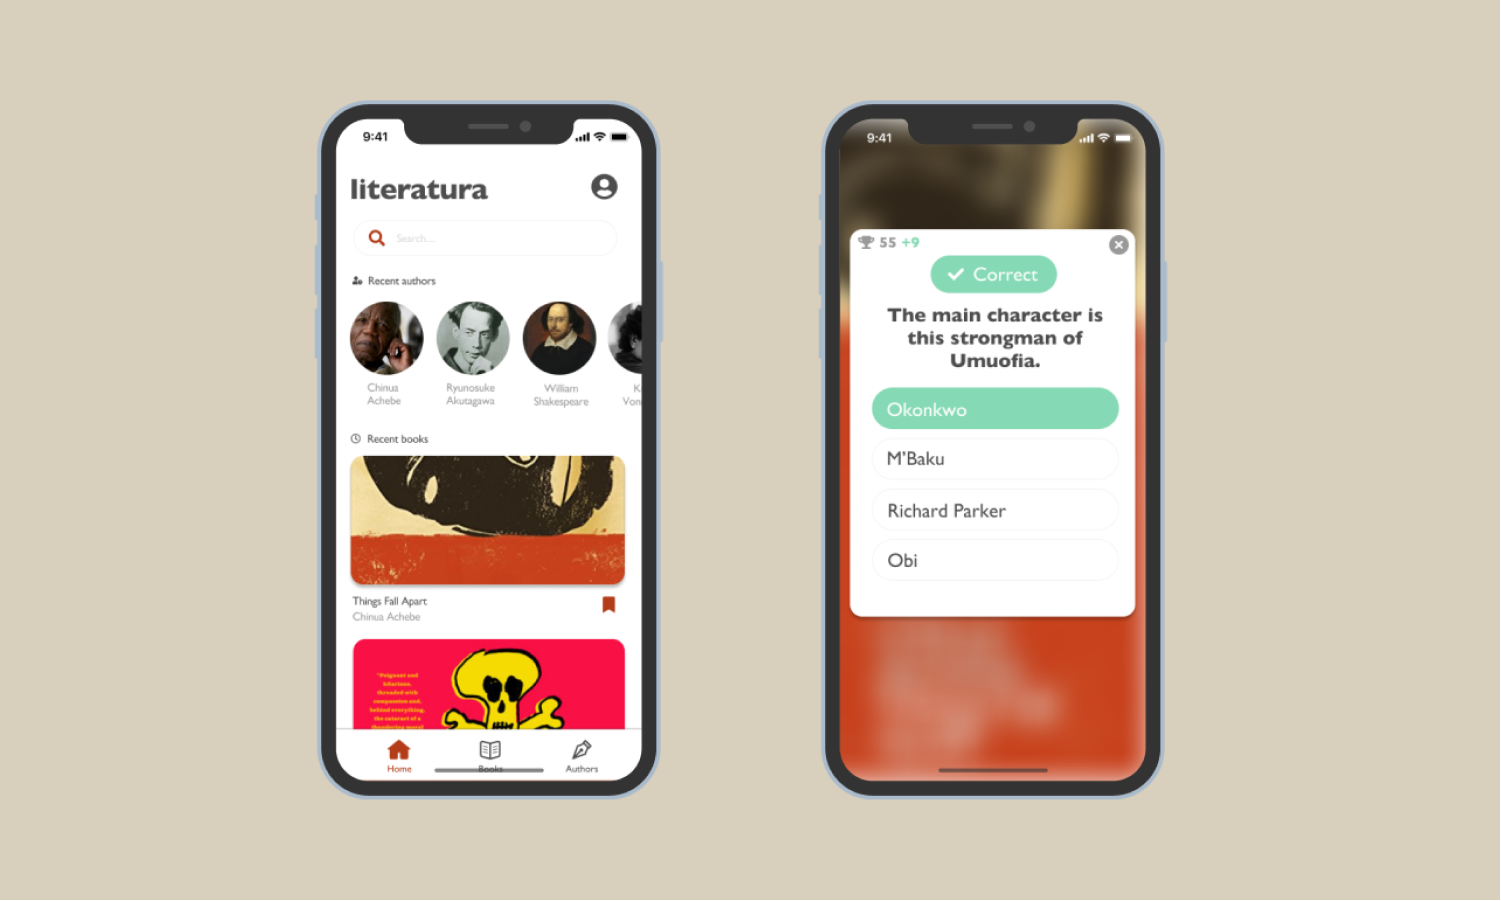 9:41
literatura
Search...
Recent authors
Chinua
Achebe
Ryunosuke
Akutagawa
William
Shakespeare
K
Von
Recent books
Things Fall Apart
Chinua Achebe
"Poignant and
hilarious,
threaded with
compassion and,
behind everything,
the cataract of a
thundering moral
Home
Books
Authors
9:41
55 +9
Correct
The main character is
this strongman of
Umuofia.
Okonkwo
M'Baku
Richard Parker
Obi